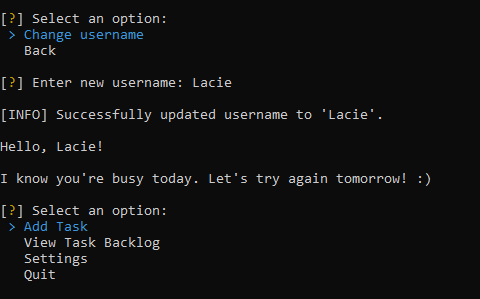 [?] Select an option:
> Change username
Back
[?] Enter new username: Lacie
[INFO] Successfully updated username to 'Lacie'.
Hello, Lacie!
I know you're busy today. Let's try again tomorrow! :)
[?] Select an option:
> Add Task
View Task Backlog
Settings
Quit